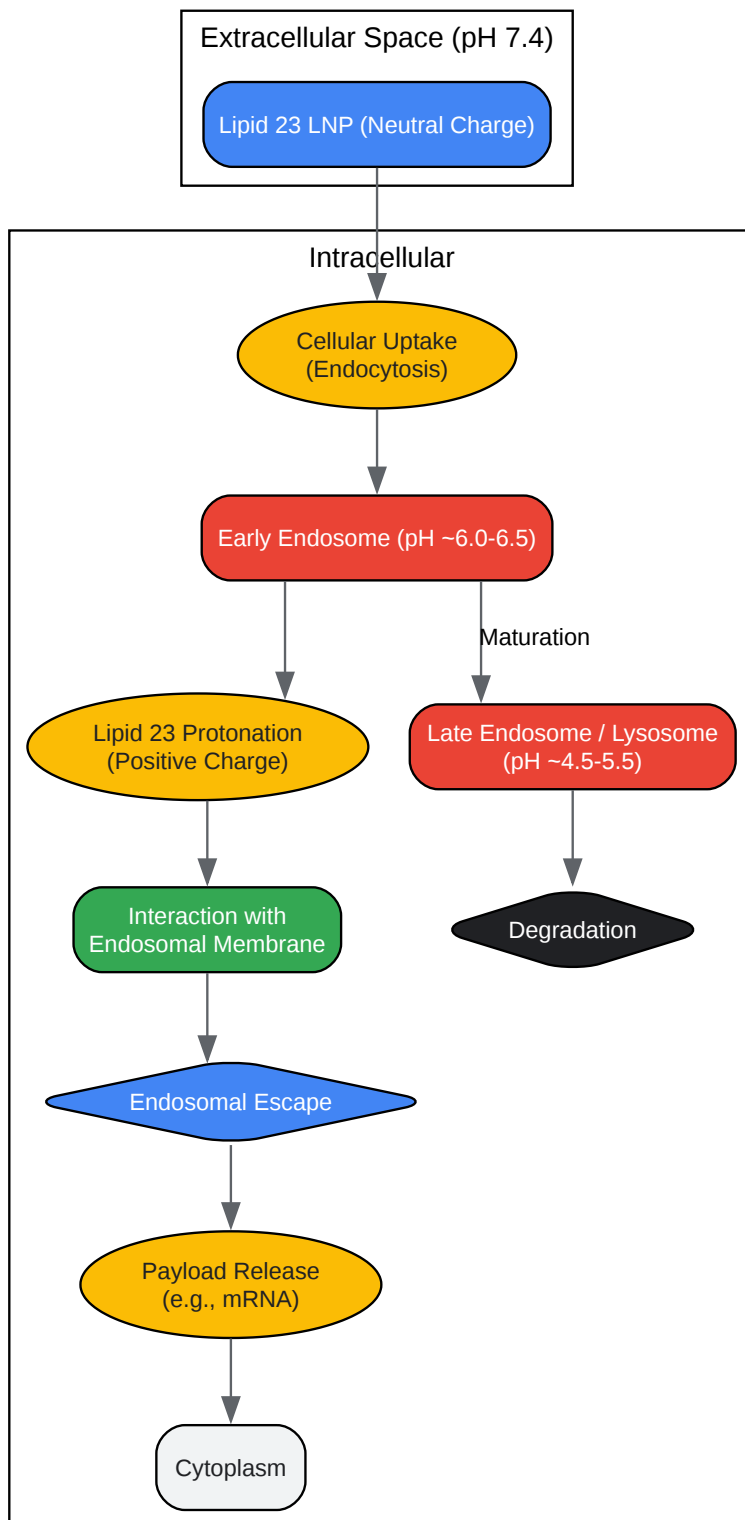 Extracellular Space (pH 7.4)
Lipid 23 LNP (Neutral Charge)
Intracellular
Cellular Uptake
(Endocytosis)
Early Endosome (pH ~6.0-6.5)
Maturation
Lipid 23 Protonation
(Positive Charge)
Late Endosome / Lysosome
(pH ~4.5-5.5)
Interaction with
Endosomal Membrane
Degradation
Endosomal Escape
Payload Release
(e.g., mRNA)
Cytoplasm